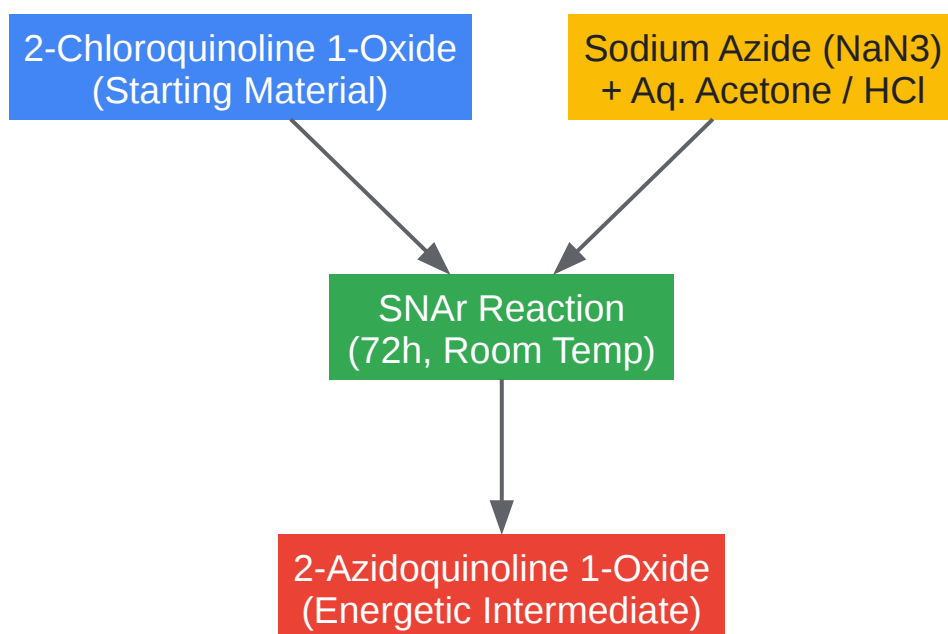 2-Chloroquinoline 1-Oxide
(Starting Material)
Sodium Azide (NaN3)
+ Aq. Acetone / HCl
SNAr Reaction
(72h, Room Temp)
2-Azidoquinoline 1-Oxide
(Energetic Intermediate)